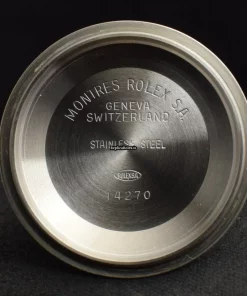 MONTRES ROLEX S.A.
GENEVA
SWITZERLAND
STAINLESS STEEL
14270